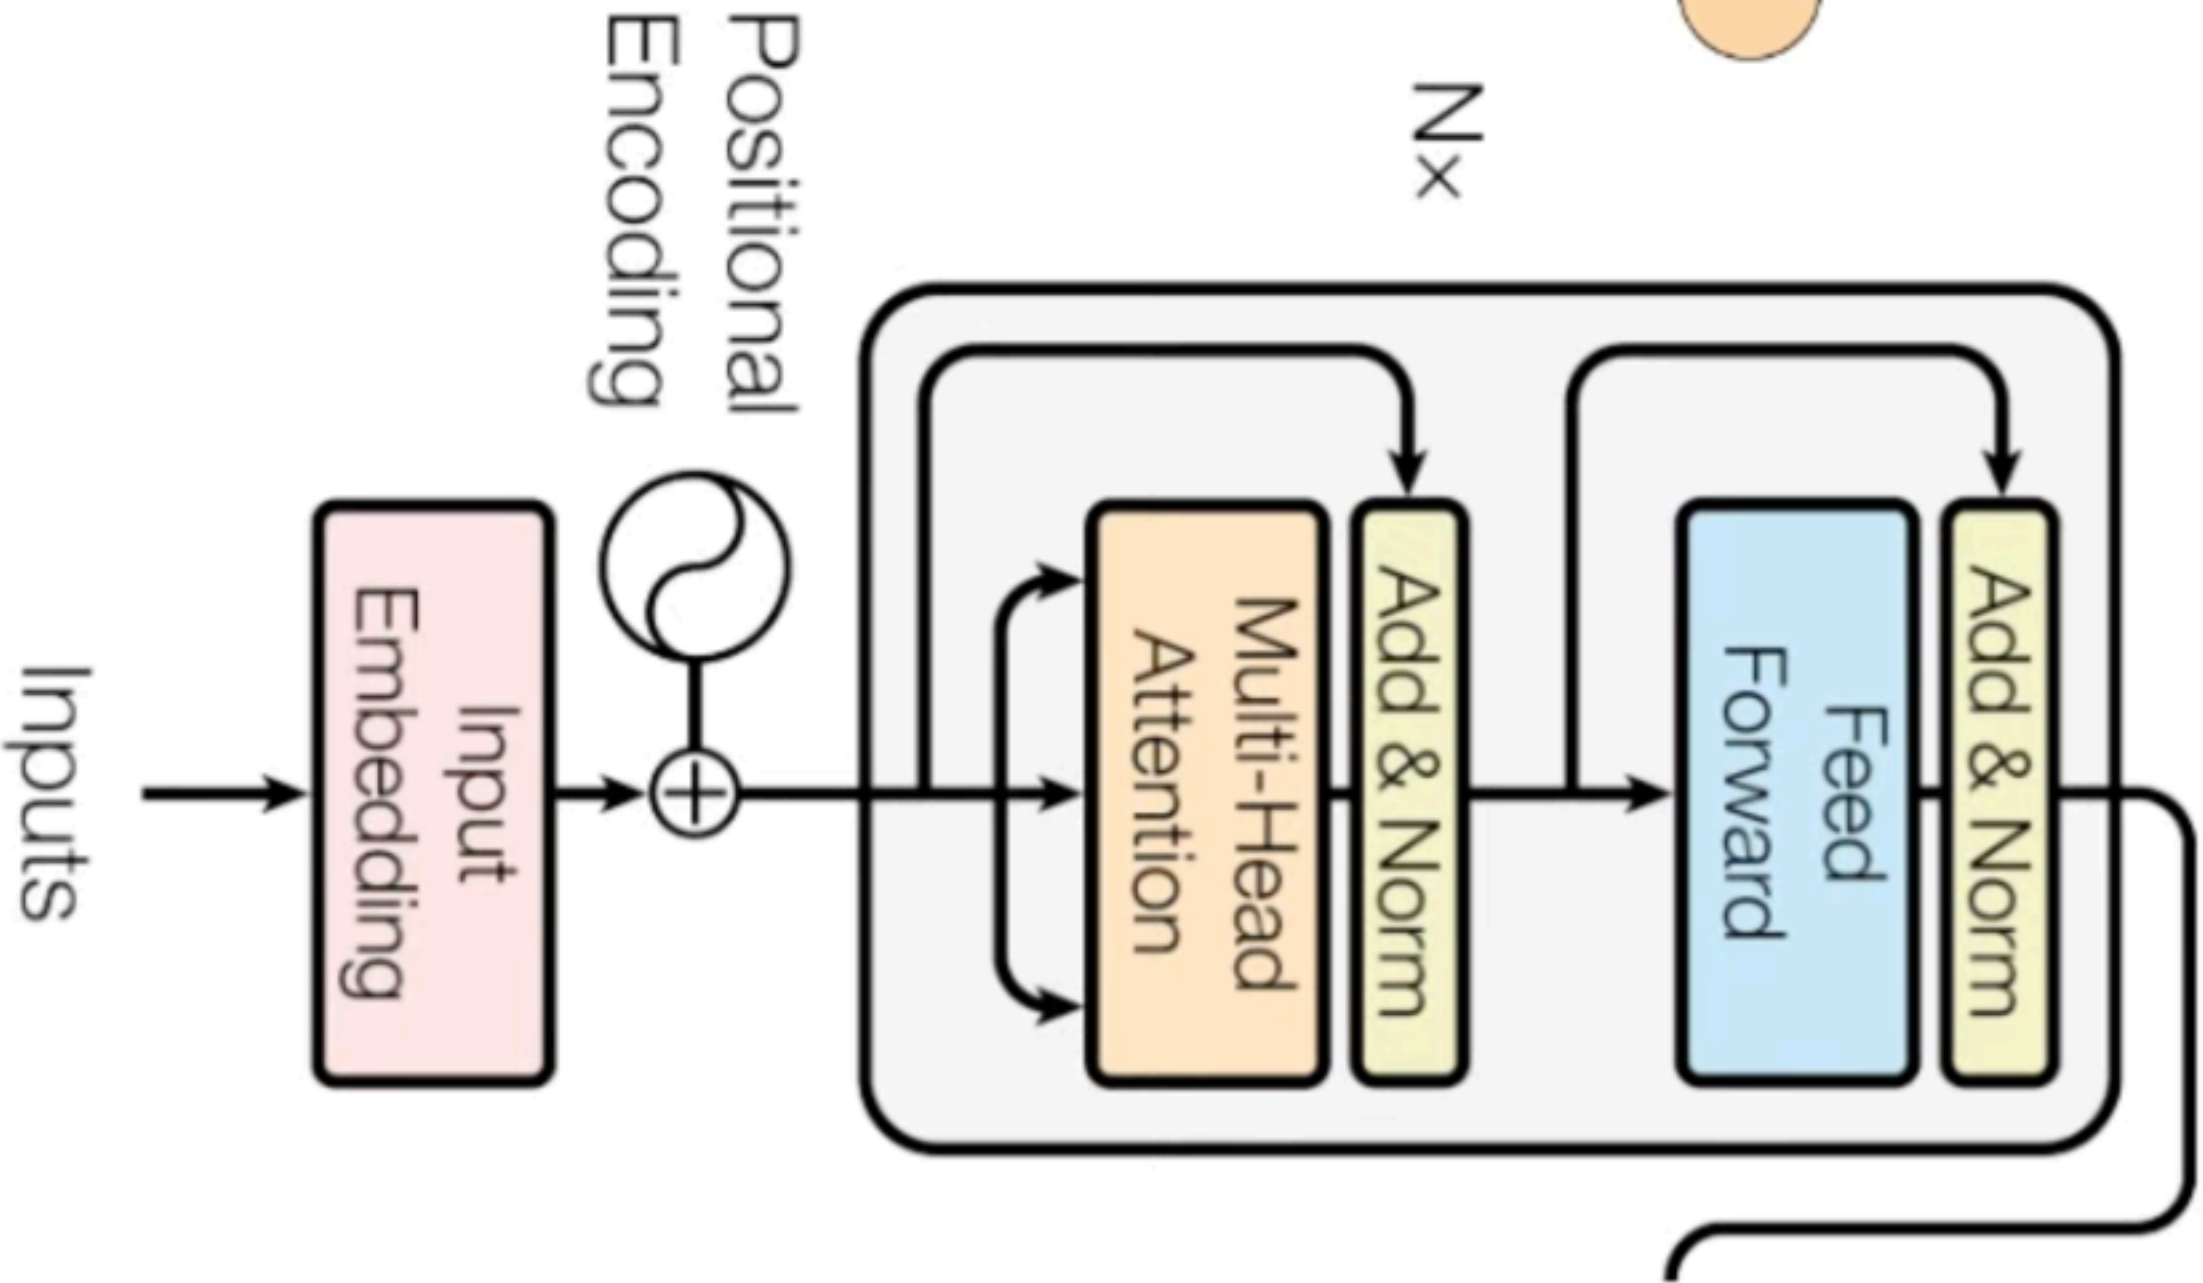 Nx
Add & Norm
Feed
Forward
Add & Norm
Multi-Head
Attention
Positional
Encoding
Input
Embedding
Inputs